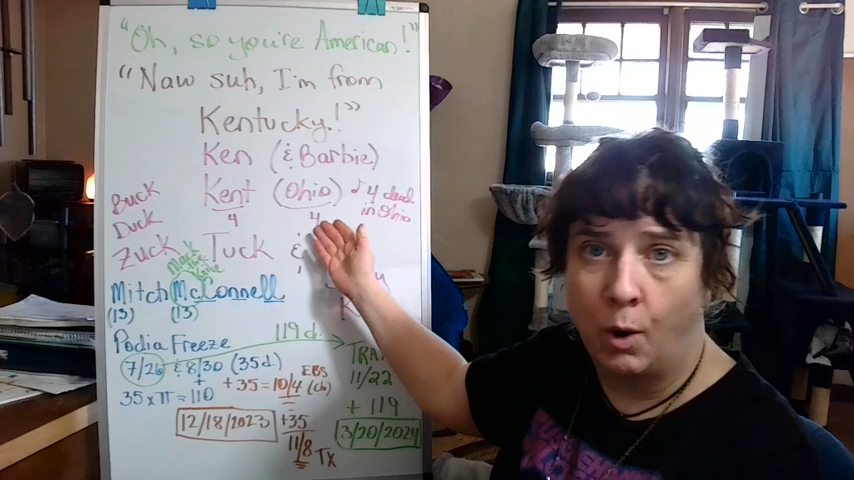 "Oh, so you're American!"
"Naw suh, I'm from
Kentucky!"
Ken (& Barbie)
Kent (Ohio) ♪ 4 dead
in Ohio
4 4
Buck
Duck
Zuck Tuck &
Mitch McConnell
(13) (13)
Podia Freeze 119 d.
7/26 & 8/30 (35 d.)
+35 = 10/4 (ch)
EBS
11/22
35 x π = 110
+ 119
12/18/2023 +35
3/20/2024
11/8 TX